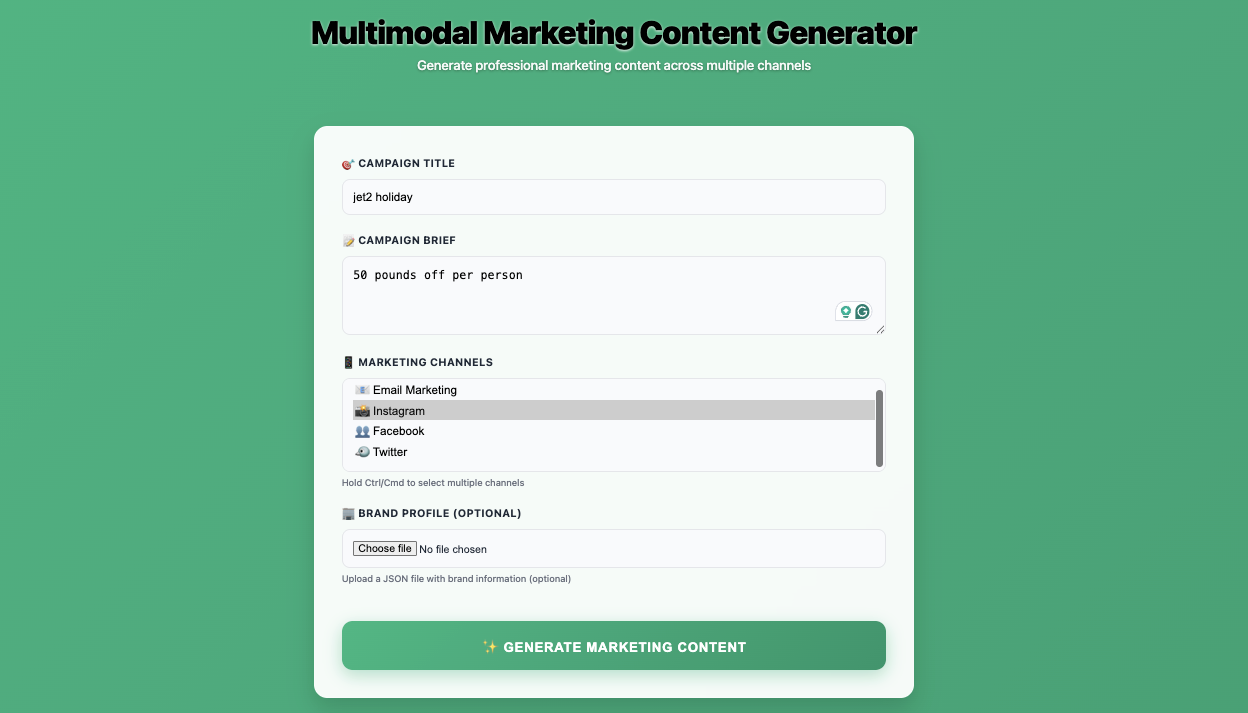 Multimodal Marketing Content Generator
Generate professional marketing content across multiple channels
CAMPAIGN TITLE
jet2 holiday
CAMPAIGN BRIEF
50 pounds off per person
MARKETING CHANNELS
Email Marketing
Instagram
Facebook
Twitter
Hold Ctrl/Cmd to select multiple channels
BRAND PROFILE (OPTIONAL)
Choose file No file chosen
Upload a JSON file with brand information (optional)
✨ GENERATE MARKETING CONTENT